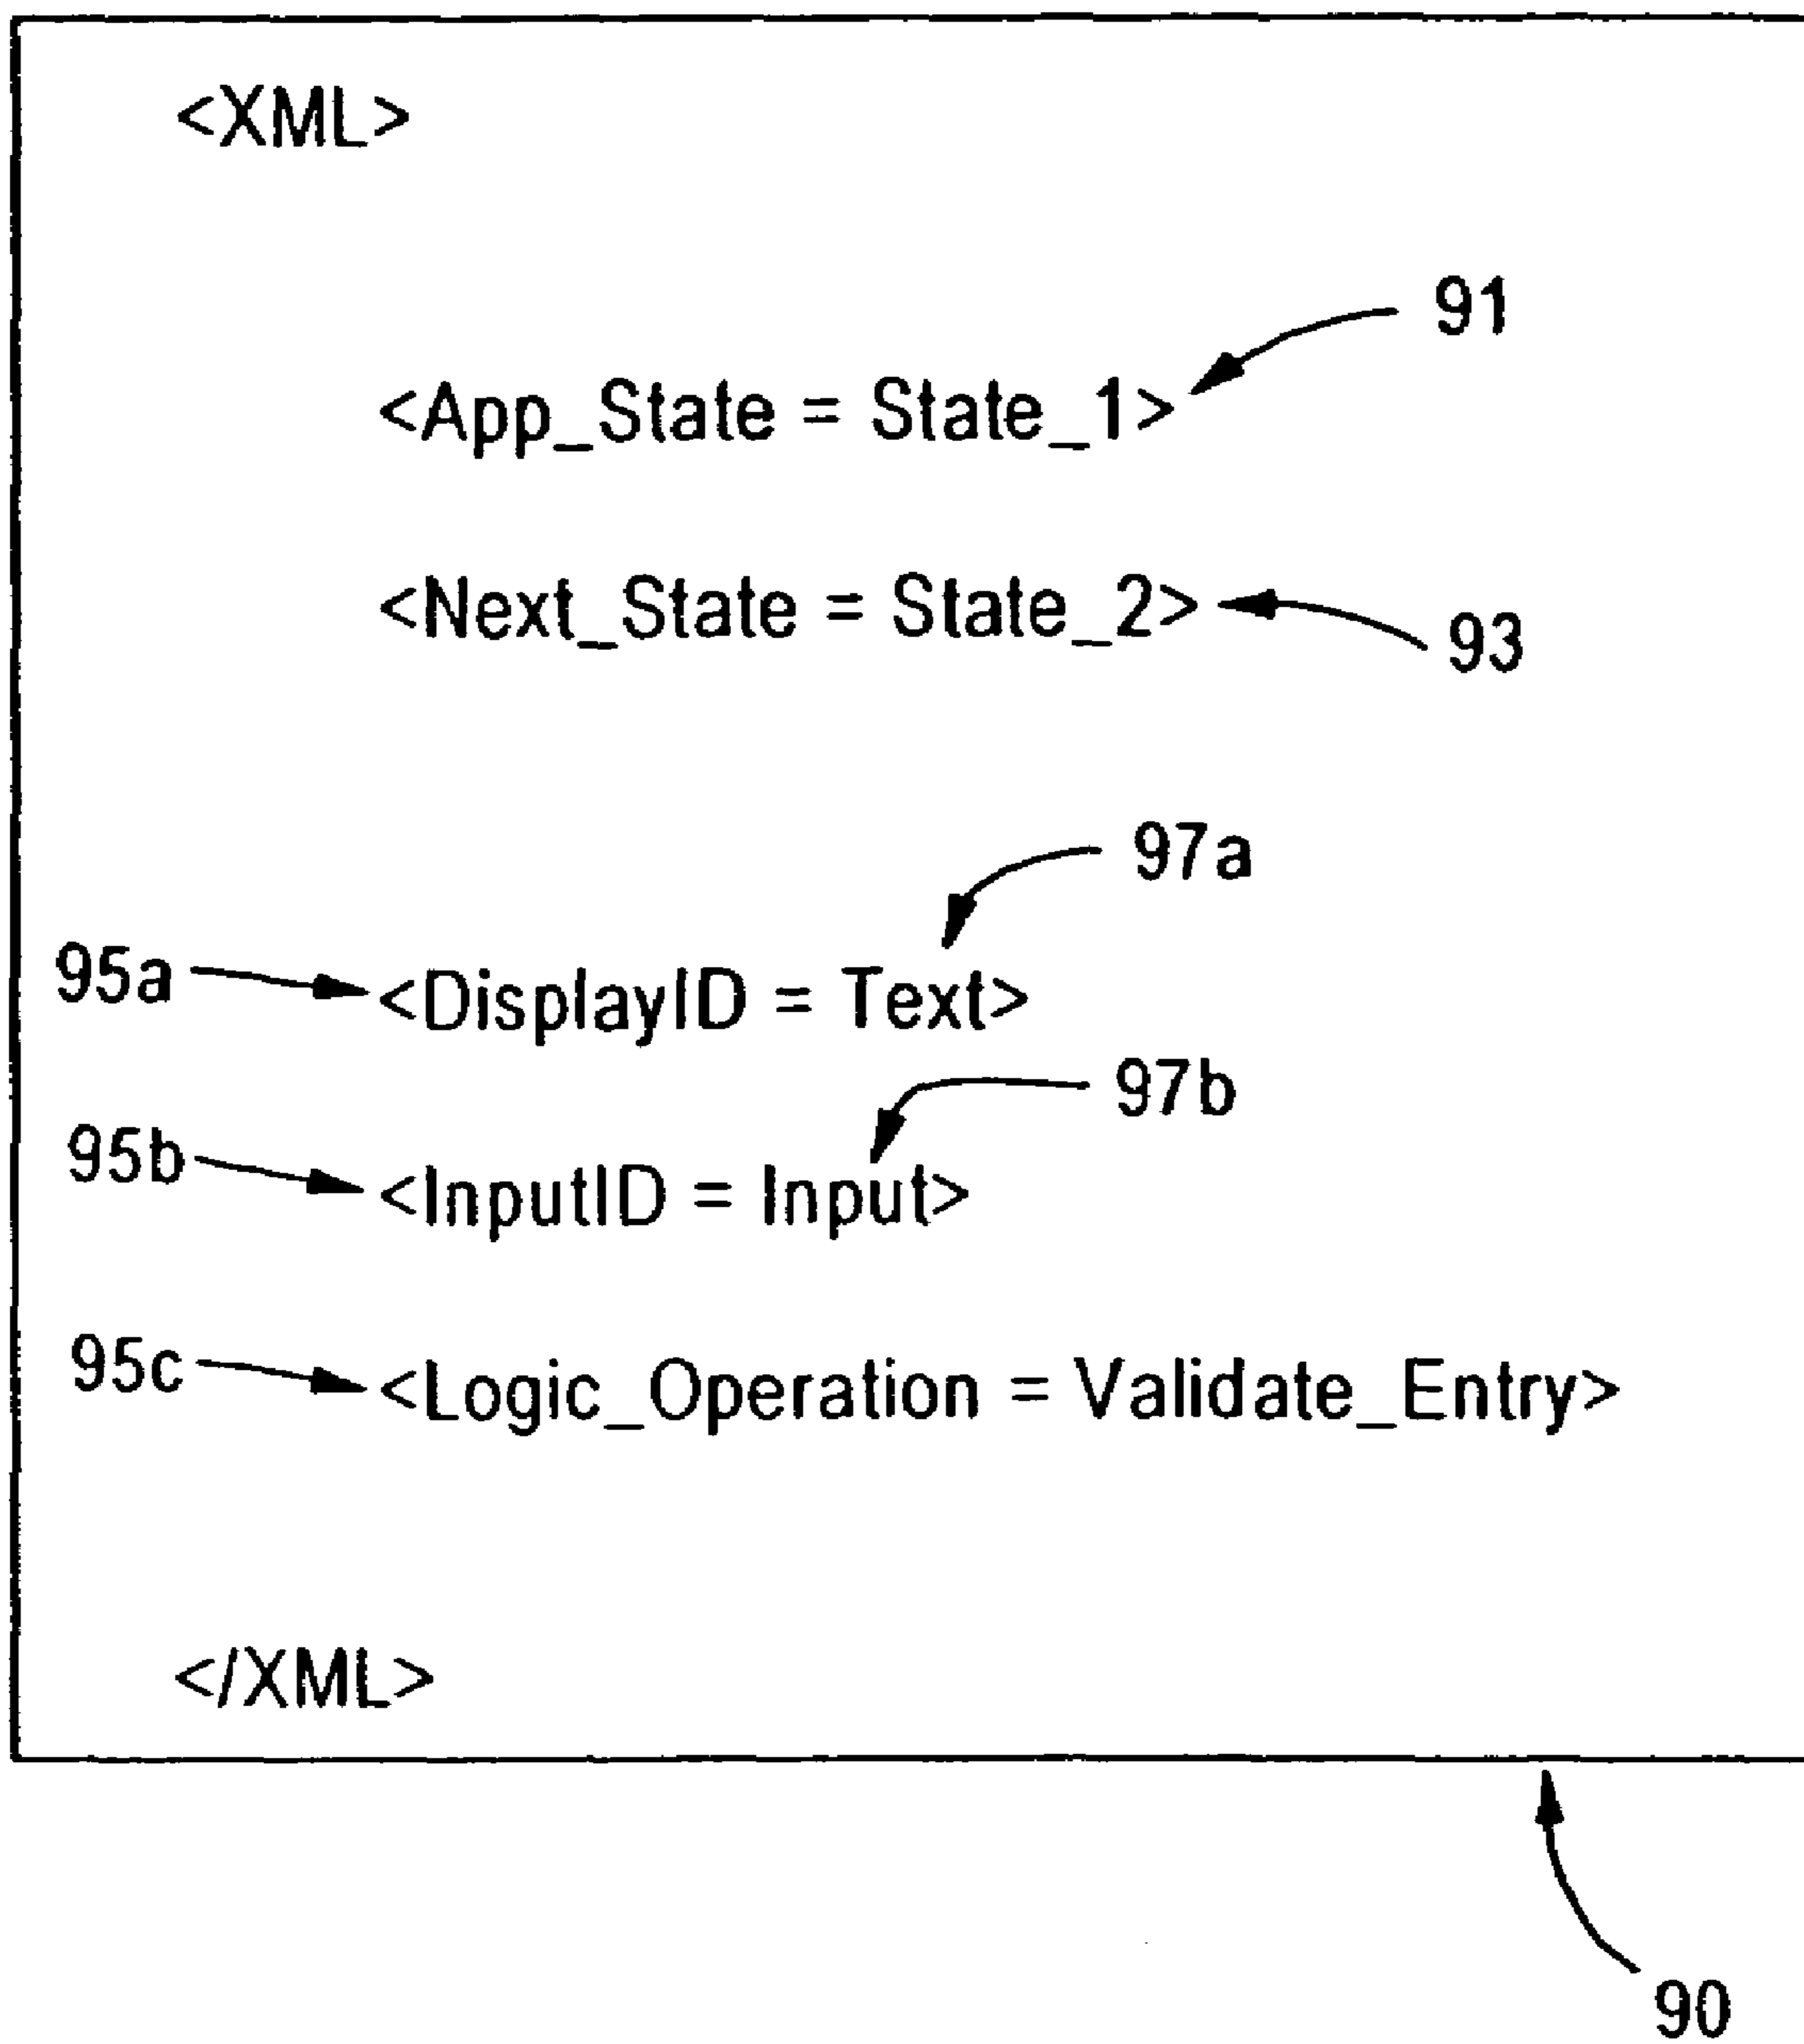 <XML>
91
<App_State = State_1>
<Next_State = State_2>
93
97a
95a <DisplayID = Text>
97b
95b <InputID = Input>
95c <Logic_Operation = Validate_Entry>
</XML>
90